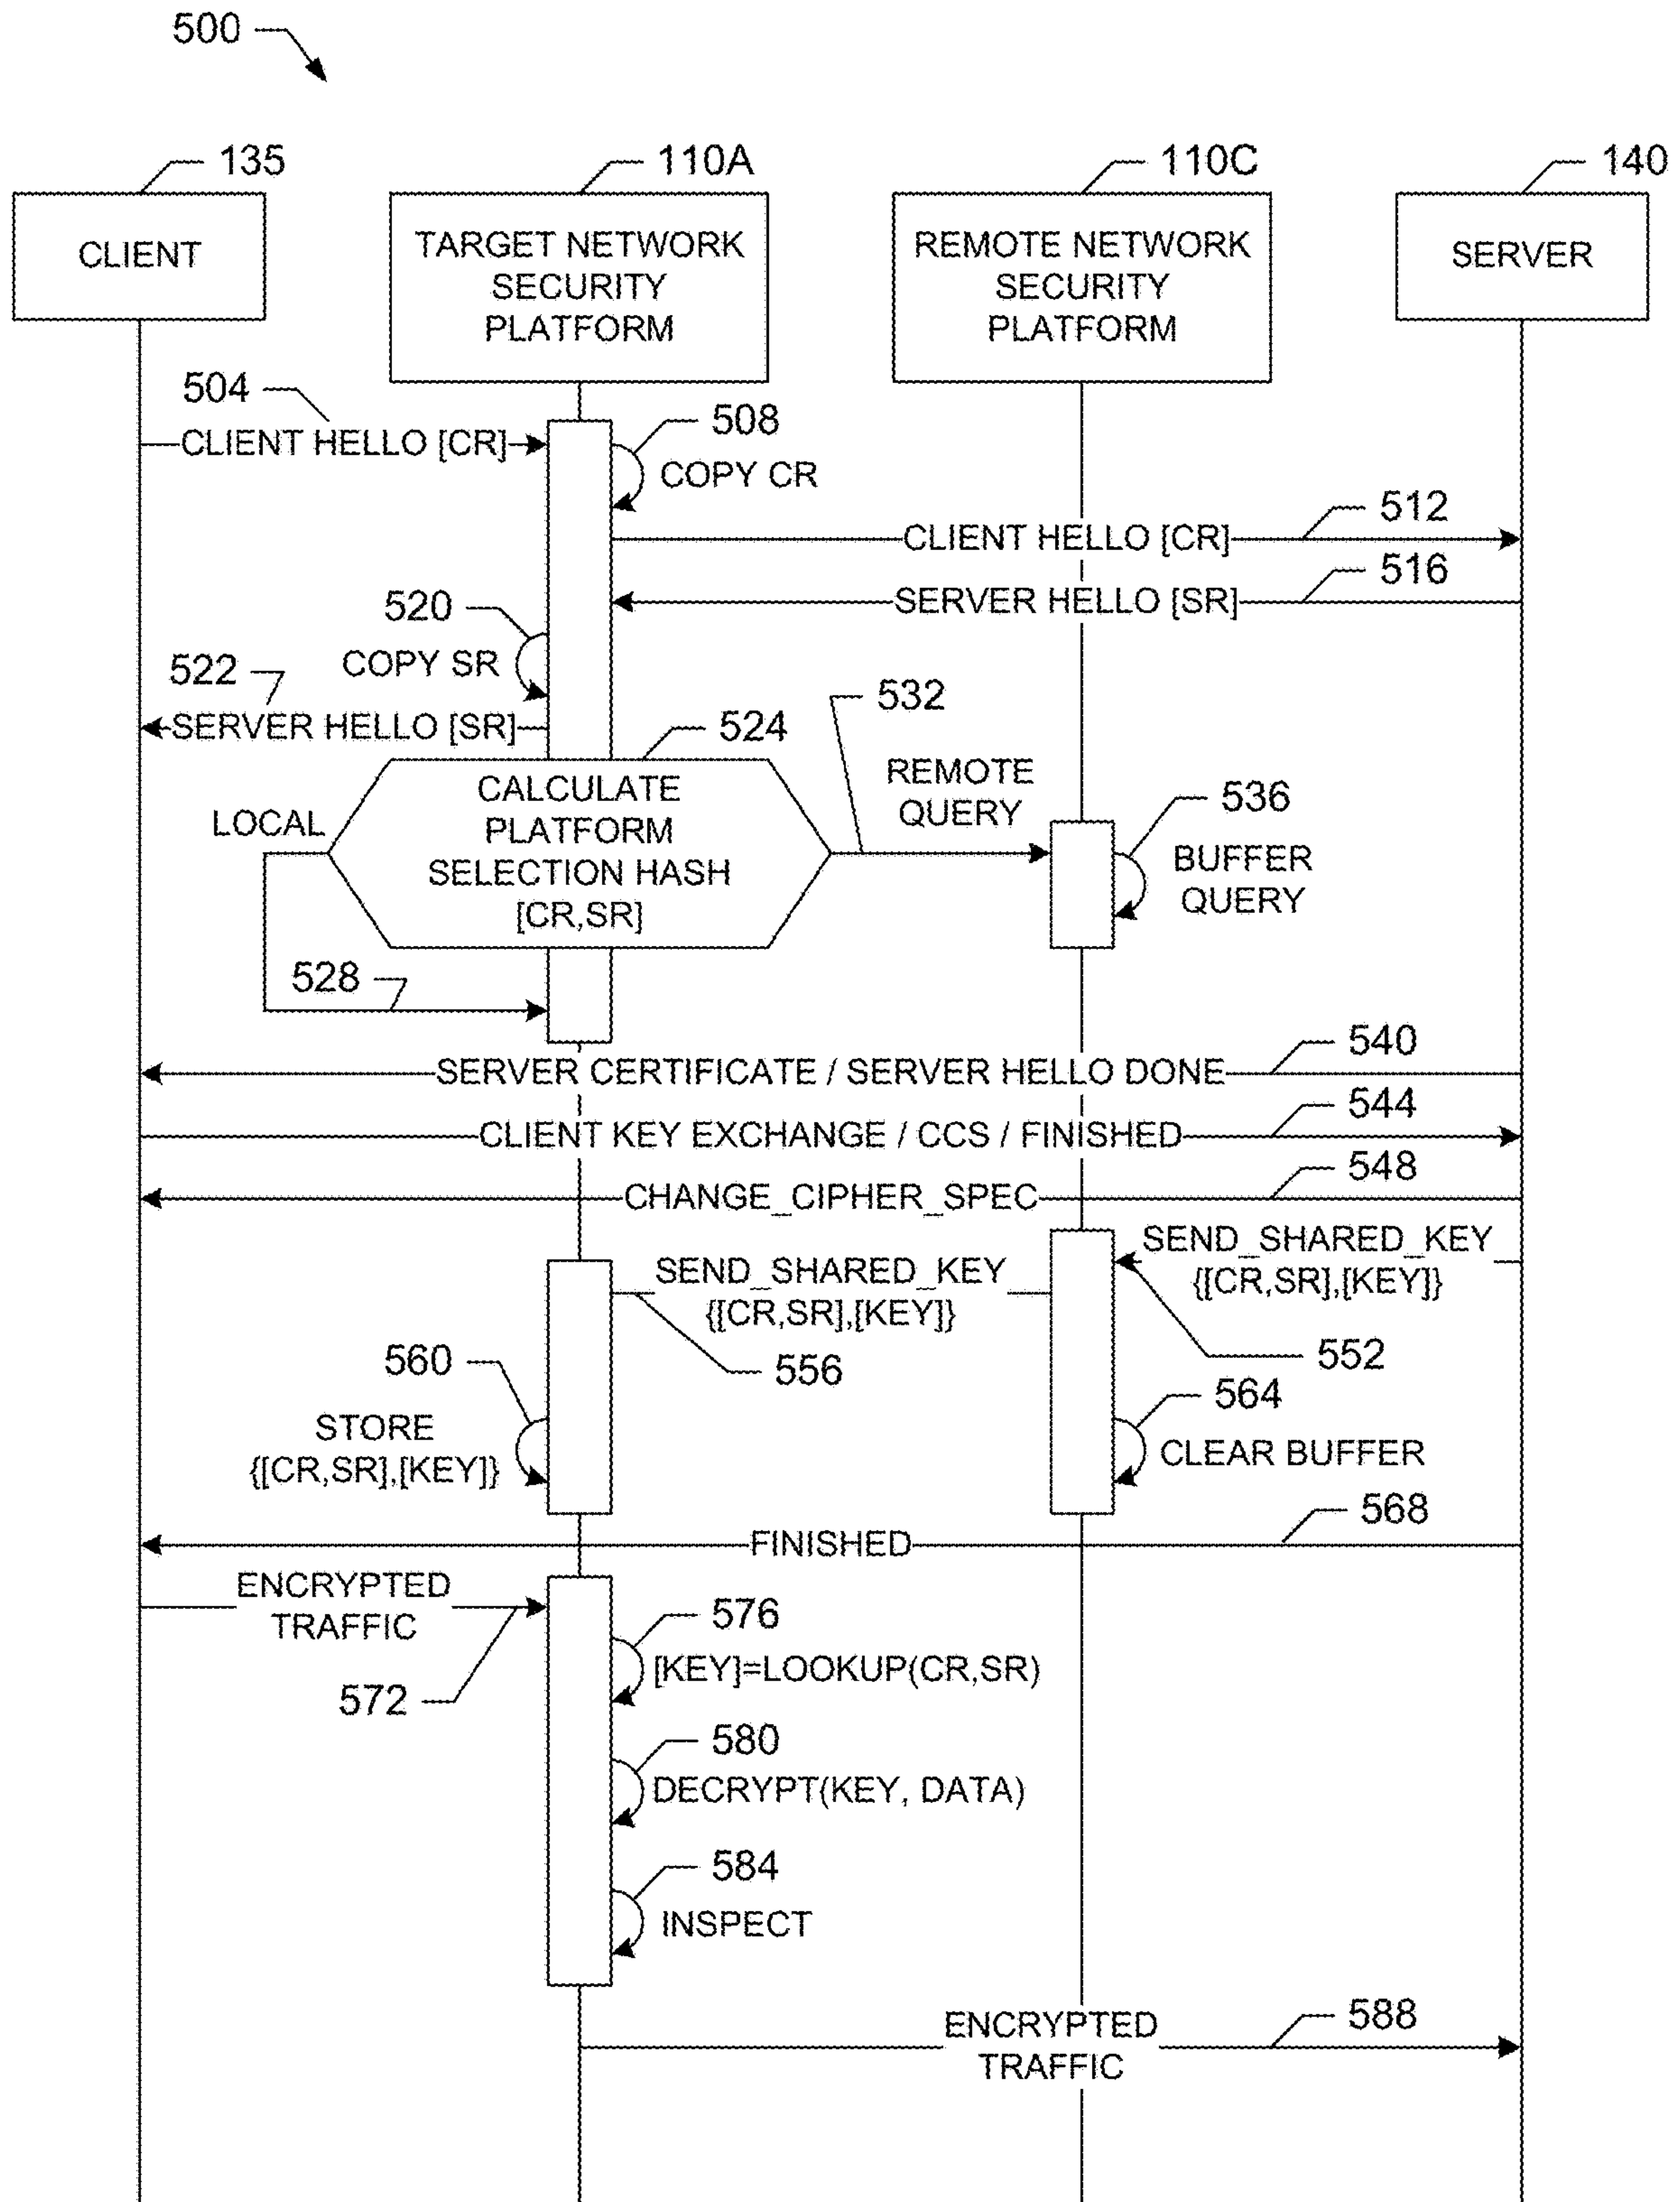 500
135
110A
110C
140
CLIENT
TARGET NETWORK
SECURITY
PLATFORM
REMOTE NETWORK
SECURITY
PLATFORM
SERVER
504
CLIENT HELLO [CR]
508
COPY CR
512
CLIENT HELLO [CR]
516
SERVER HELLO [SR]
520
COPY SR
522
SERVER HELLO [SR]
524
CALCULATE
PLATFORM
SELECTION HASH
[CR,SR]
LOCAL
528
532
REMOTE
QUERY
536
BUFFER
QUERY
540
SERVER CERTIFICATE / SERVER HELLO DONE
544
CLIENT KEY EXCHANGE / CCS / FINISHED
548
CHANGE_CIPHER_SPEC
SEND_SHARED_KEY
{[CR,SR],[KEY]}
552
SEND_SHARED_KEY
{[CR,SR],[KEY]}
556
560
STORE
{[CR,SR],[KEY]}
564
CLEAR BUFFER
568
FINISHED
ENCRYPTED
TRAFFIC
572
576
[KEY]=LOOKUP(CR,SR)
580
DECRYPT(KEY, DATA)
584
INSPECT
588
ENCRYPTED
TRAFFIC